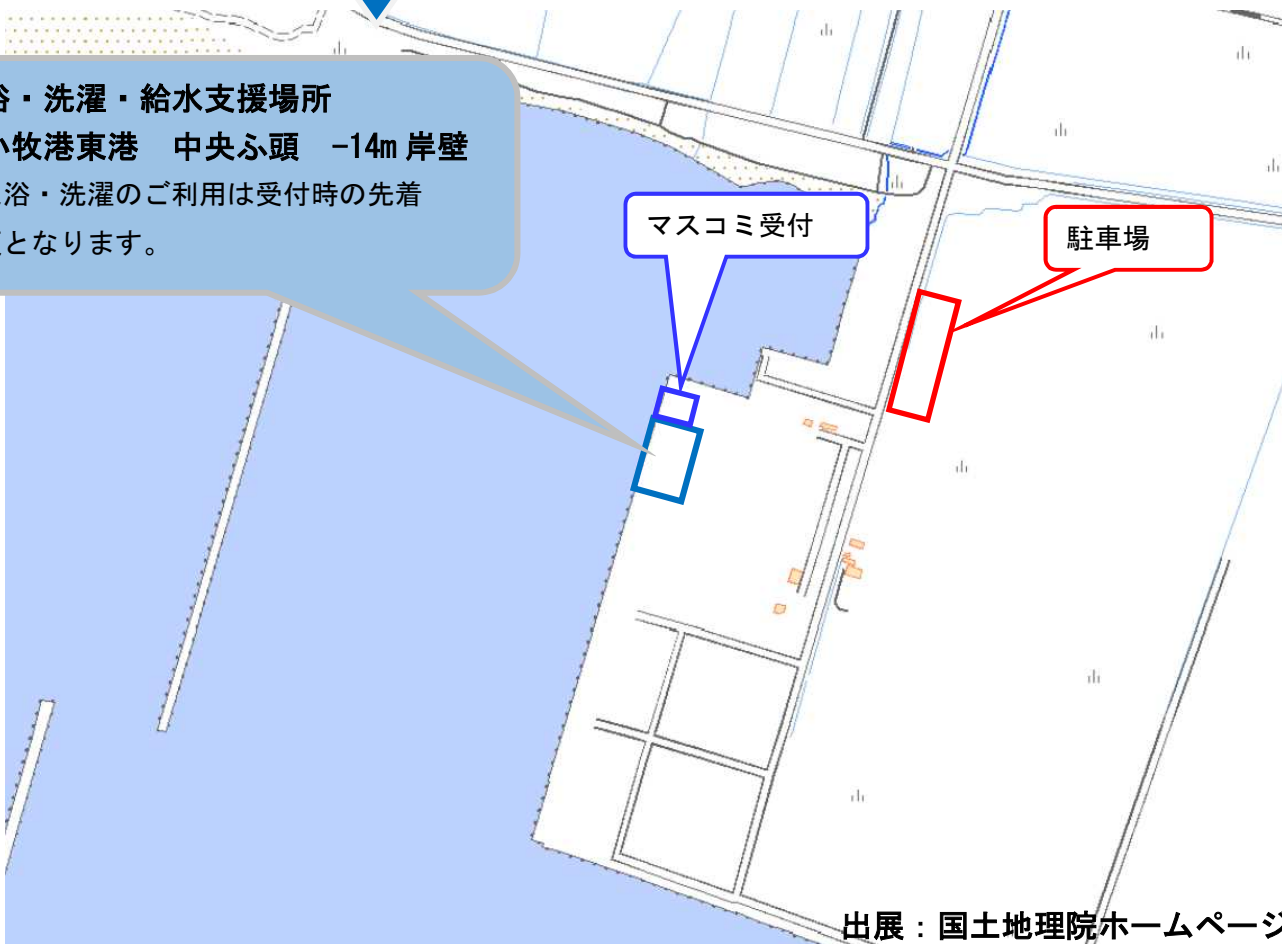 浴・洗濯・給水支援場所
小牧港東港　中央ふ頭　-14m 岸壁
浴・洗濯のご利用は受付時の先着
となります。
マスコミ受付
駐車場
出展：国土地理院ホームページ